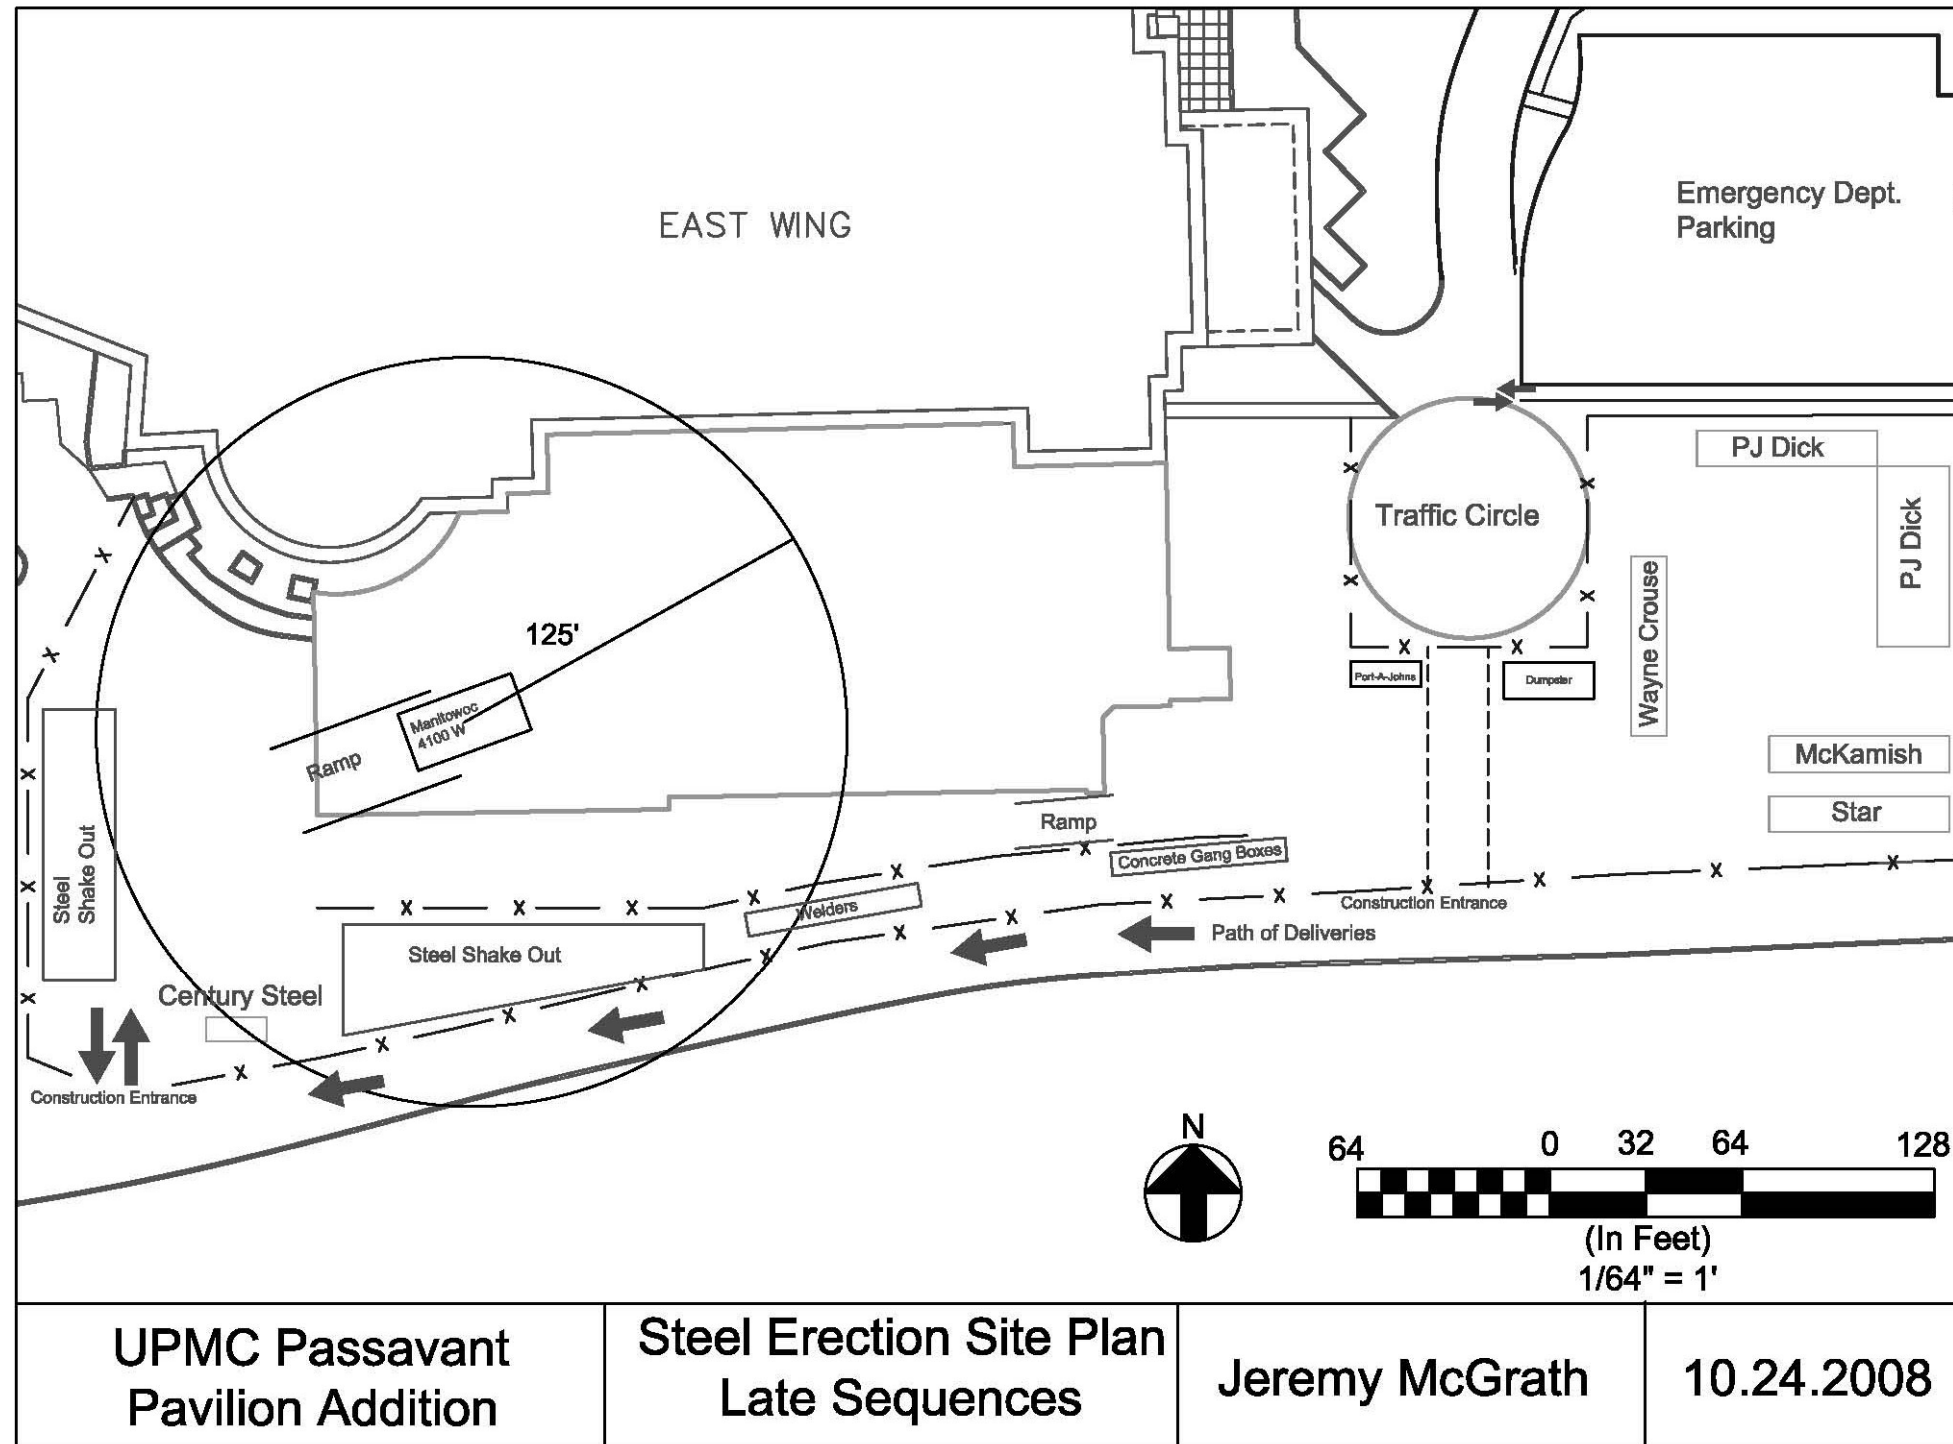 EAST WING
Emergency Dept.
Parking
PJ Dick
PJ Dick
Traffic Circle
Wayne Crouse
125'
Manitowoc
4100 W
Ramp
Port-A-Johns
Dumpster
McKamish
Star
Ramp
Concrete Gang Boxes
Steel
Shake Out
Welders
Construction Entrance
Path of Deliveries
Steel Shake Out
Century Steel
Construction Entrance
N
64 0 32 64 128
(In Feet)
1/64" = 1'
UPMC Passavant
Pavilion Addition
Steel Erection Site Plan
Late Sequences
Jeremy McGrath
10.24.2008